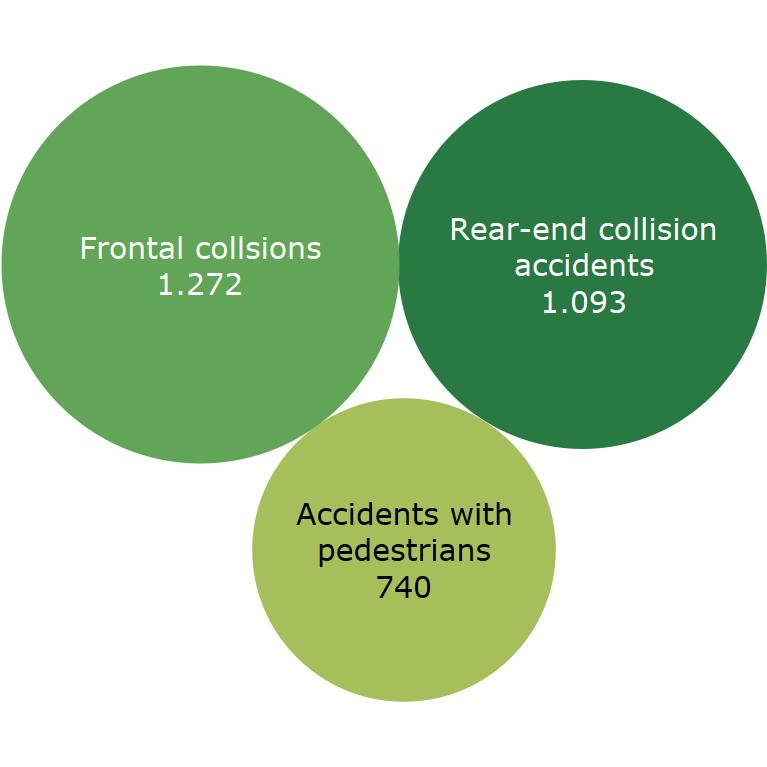 Frontal collsions
1.272
Rear-end collision
accidents
1.093
Accidents with
pedestrians
740